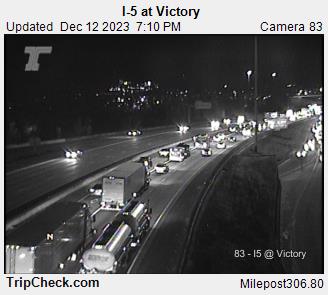 I-5 at Victory
Updated Dec 12 2023 7:10 PM Camera 83
T
N
83 - I5 @ Victory
TripCheck.com Milepost306.80